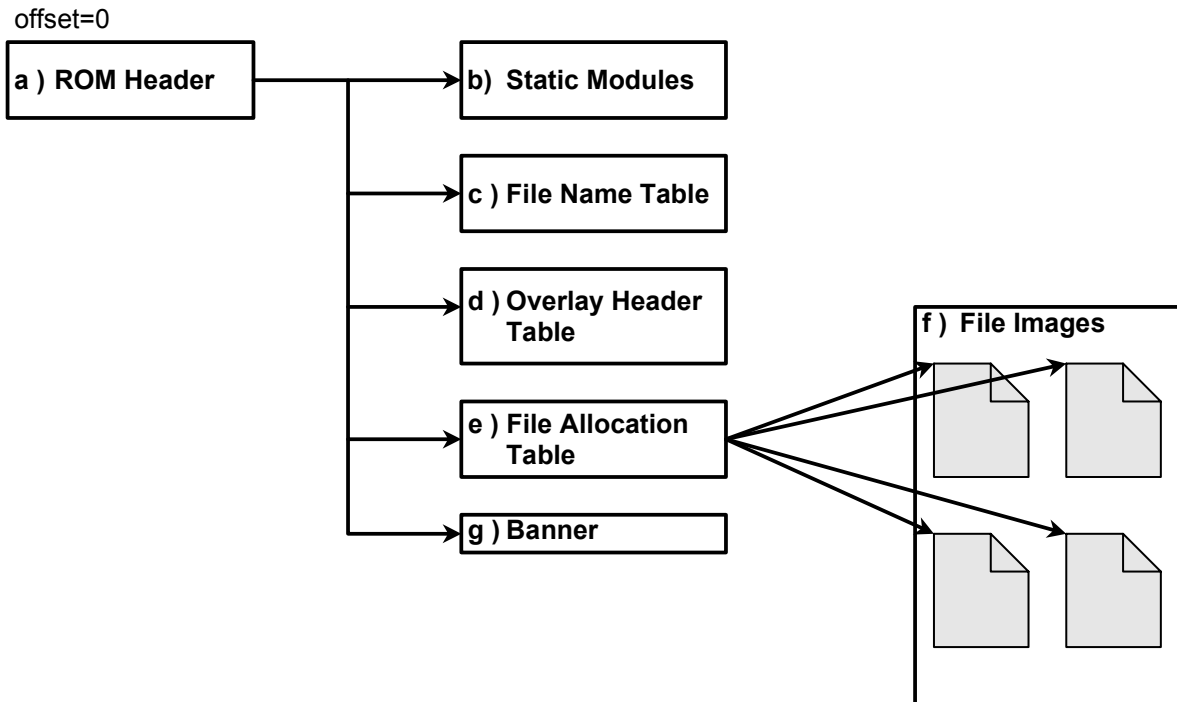 offset=0
a ) ROM Header
b) Static Modules
c ) File Name Table
d ) Overlay Header
Table
e ) File Allocation
Table
g ) Banner
f ) File Images